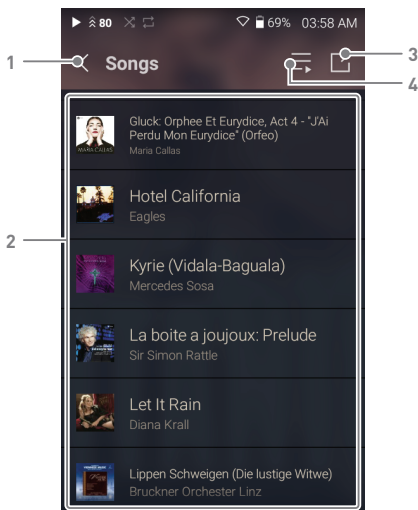 80 69% 03:58 AM
1 Songs 3
4
Gluck: Orphee Et Eurydice, Act 4 - "J'Ai
Perdu Mon Eurydice" (Orfeo)
Maria Callas
MARIA CALLAS
Hotel California
Eagles
2
Kyrie (Vidala-Baguala)
Mercedes Sosa
La boite a joujoux: Prelude
Sir Simon Rattle
Let It Rain
Diana Krall
Lippen Schweigen (Die lustige Witwe)
Bruckner Orchester Linz